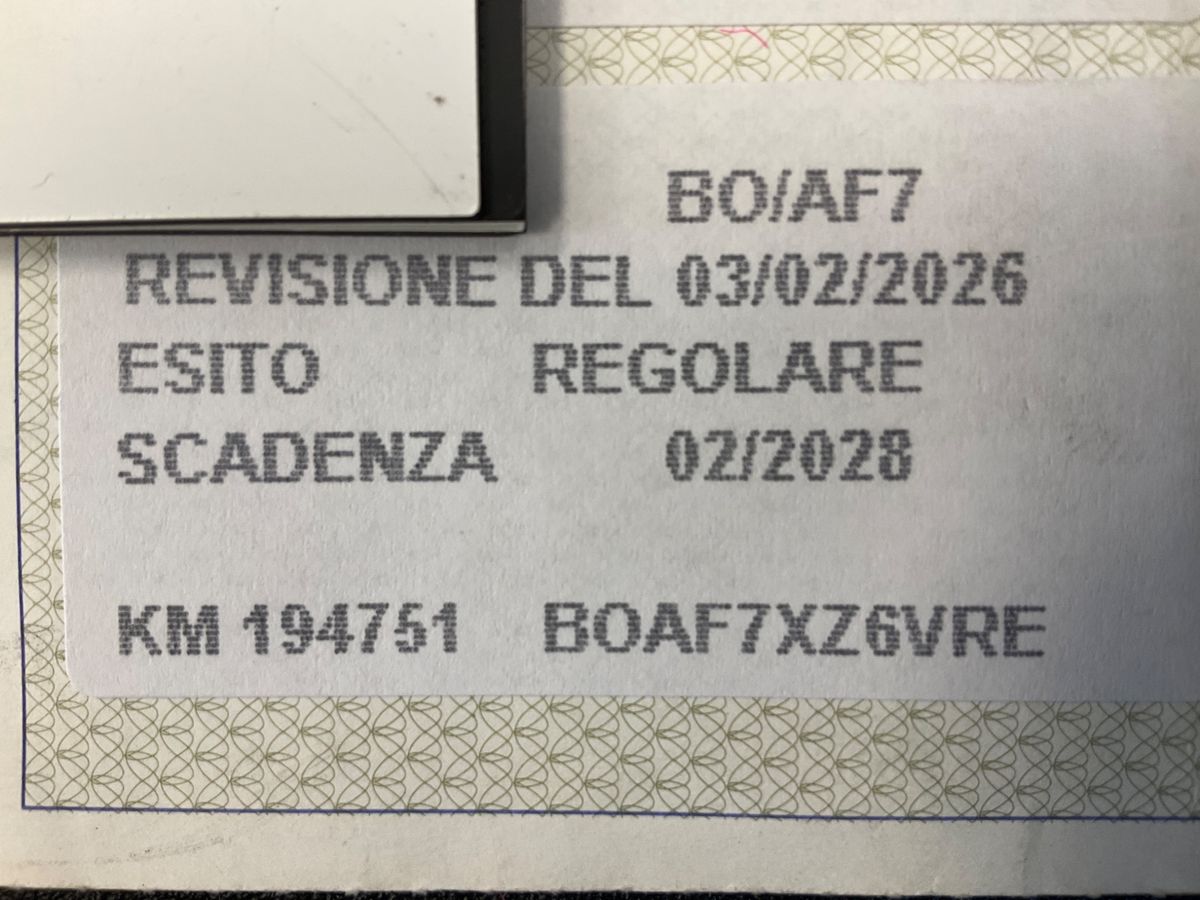 BO/AF7
REVISIONE DEL 03/02/2026
ESITO REGOLARE
SCADENZA 02/2028
KM 194751 BOAF7XZ6VRE